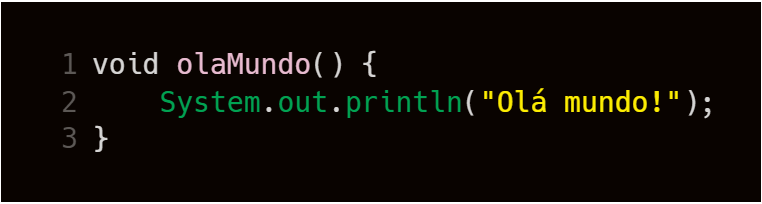 1 void olaMundo() {
2     System.out.println("Olá mundo!");
3 }